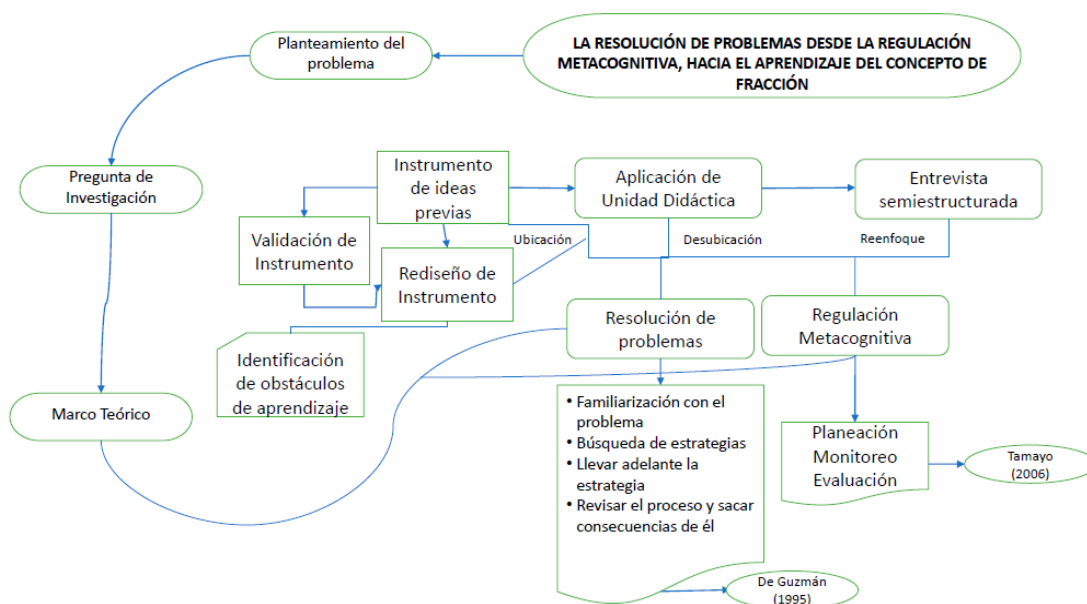 LA RESOLUCIÓN DE PROBLEMAS DESDE LA REGULACIÓN
METACOGNITIVA, HACIA EL APRENDIZAJE DEL CONCEPTO DE
FRACCIÓN
Planteamiento del
problema
Pregunta de
Investigación
Marco Teórico
Instrumento
de ideas
previas
Aplicación de
Unidad Didáctica
Entrevista
semiestructurada
Validación de
Instrumento
Rediseño de
Instrumento
Ubicación
Desubicación
Reenfoque
Identificación
de obstáculos
de aprendizaje
Resolución de
problemas
Regulación
Metacognitiva
• Familiarización con el
problema
• Búsqueda de estrategias
• Llevar adelante la
estrategia
• Revisar el proceso y sacar
consecuencias de él
Planeación
Monitoreo
Evaluación
Tamayo
(2006)
De Guzmán
(1995)